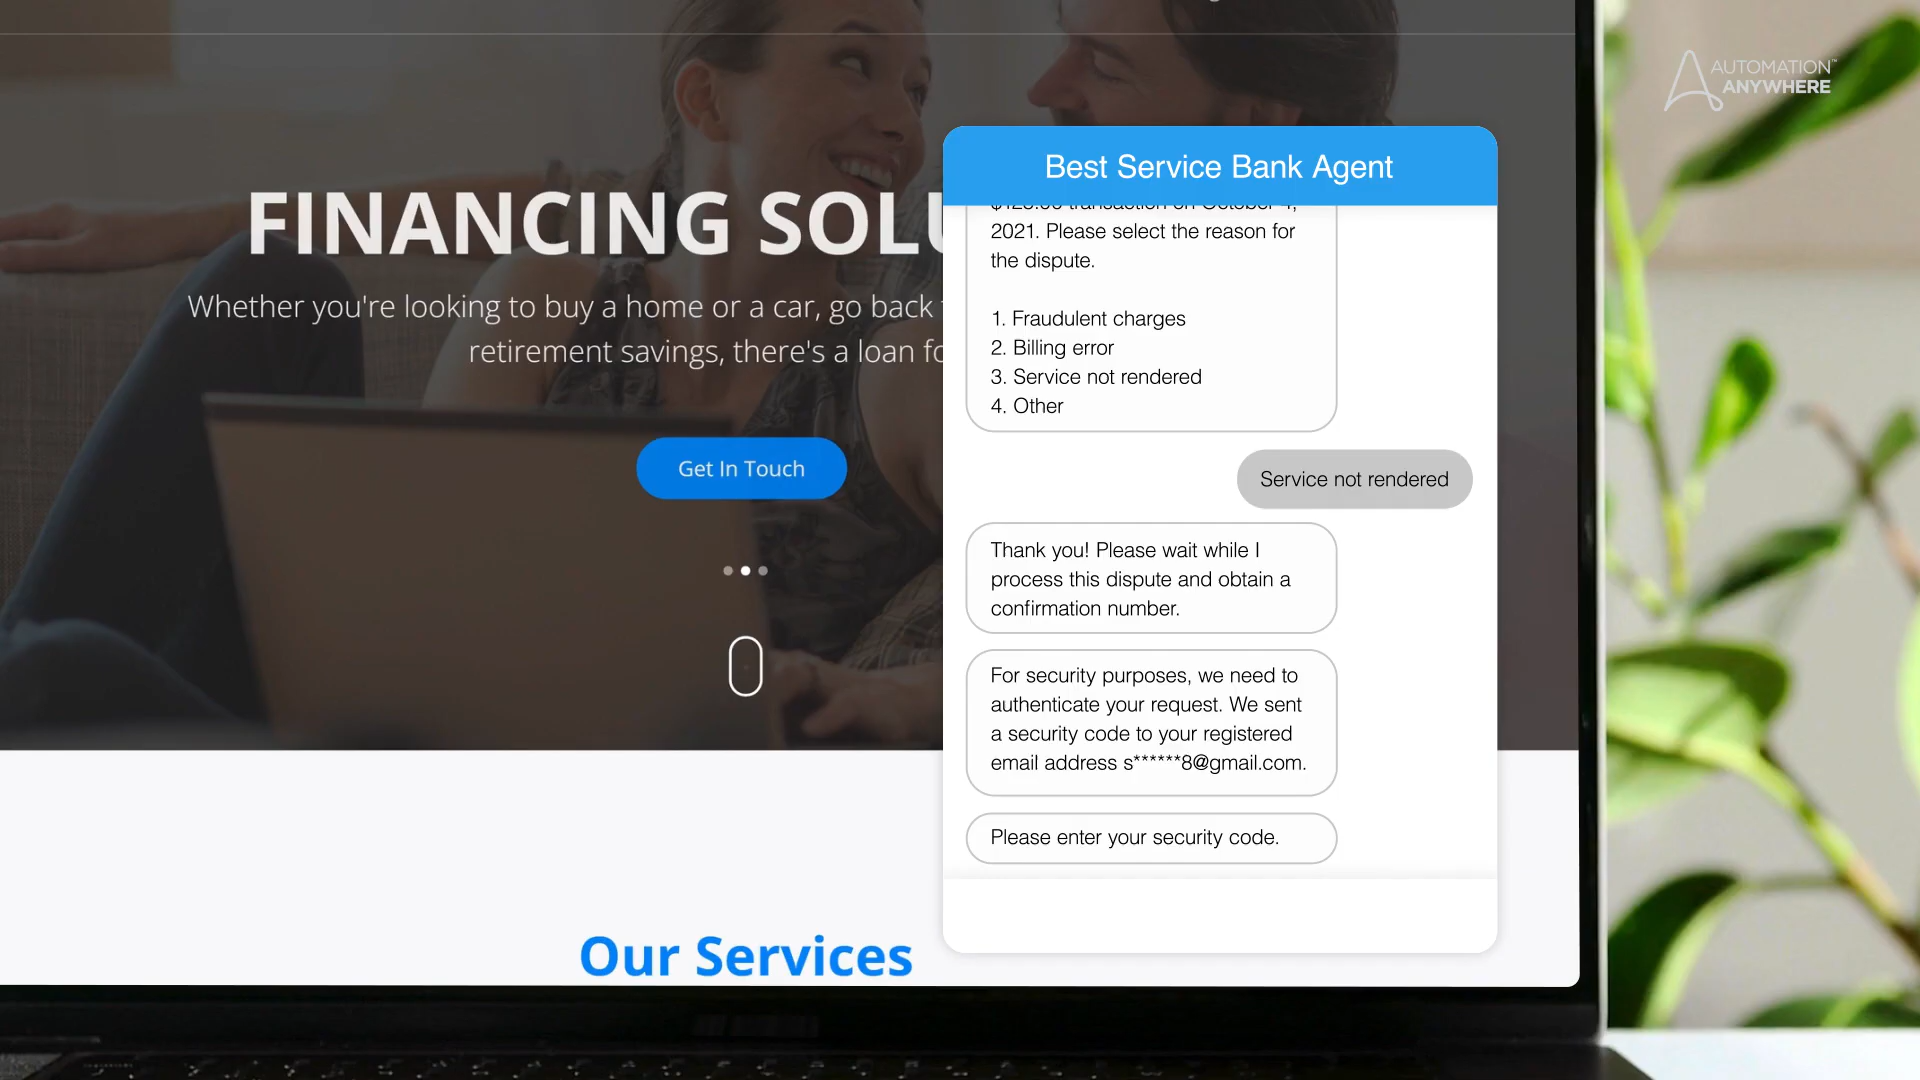 AUTOMATION
ANYWHERE
FINANCING
Whether you're looking to buy a home or a car, go back
retirement savings, there's a loan
Get In Touch
Our Services
Best Service Bank Agent
transaction on October 4,
2021. Please select the reason for
the dispute.
1. Fraudulent charges
2. Billing error
3. Service not rendered
4. Other
Service not rendered
Thank you! Please wait while I
process this dispute and obtain a
confirmation number.
For security purposes, we need to
authenticate your request. We sent
a security code to your registered
email address s******8@gmail.com.
Please enter your security code.